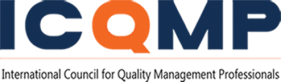 ICQMP
International Council for Quality Management Professionals